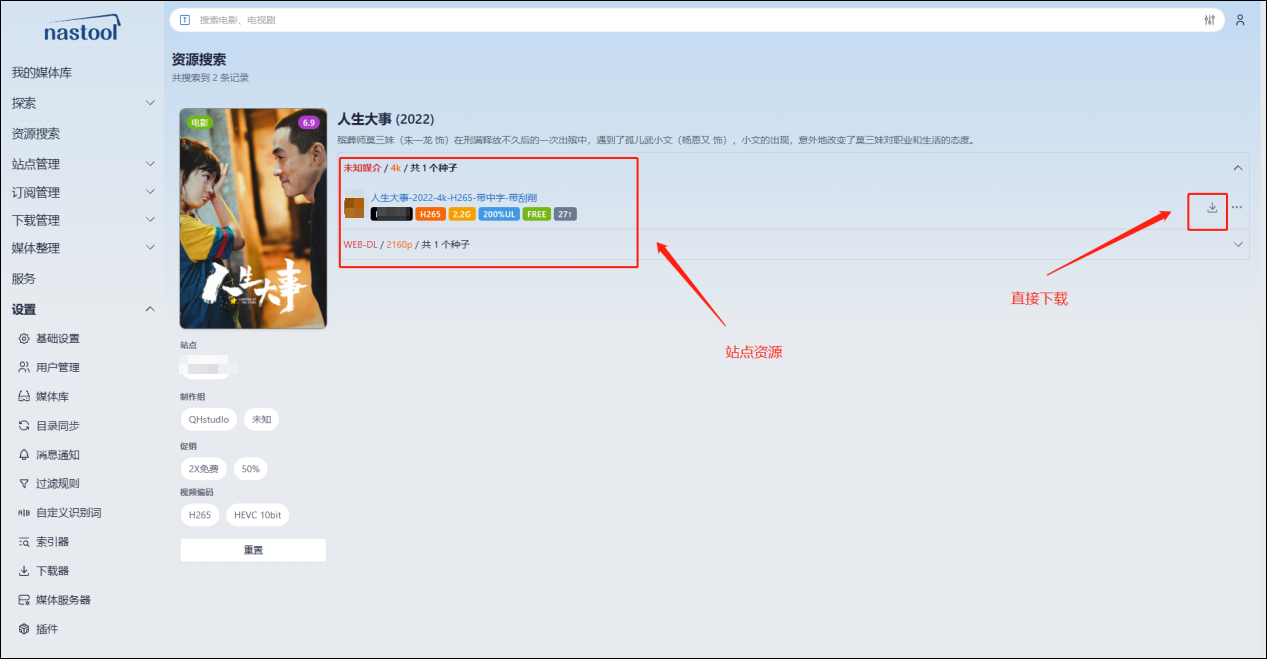 nastool
搜索电影、电视剧
我的媒体库
探索
资源搜索
站点管理
订阅管理
下载管理
媒体整理
服务
设置
基础设置
用户管理
媒体库
目录同步
消息通知
过滤规则
自定义识别词
索引器
下载器
媒体服务器
插件
资源搜索
共搜索到 2 条记录
电影
6.9
人生大事
人生大事 (2022)
殡葬师莫三妹（朱一龙 饰）在刑满释放不久后的一次出殡中，遇到了孤儿武小文（杨恩又 饰），小文的出现，意外地改变了莫三妹对职业和生活的态度。
未知媒介 / 4k / 共 1 个种子
人生大事-2022-4k-H265-带中字-带刮削
H265 2.2G 200%UL FREE 27↑
WEB-DL / 2160p / 共 1 个种子
直接下载
站点资源
站点
制作组
QHstudIo 未知
促销
2X免费 50%
视频编码
H265 HEVC 10bit
重置